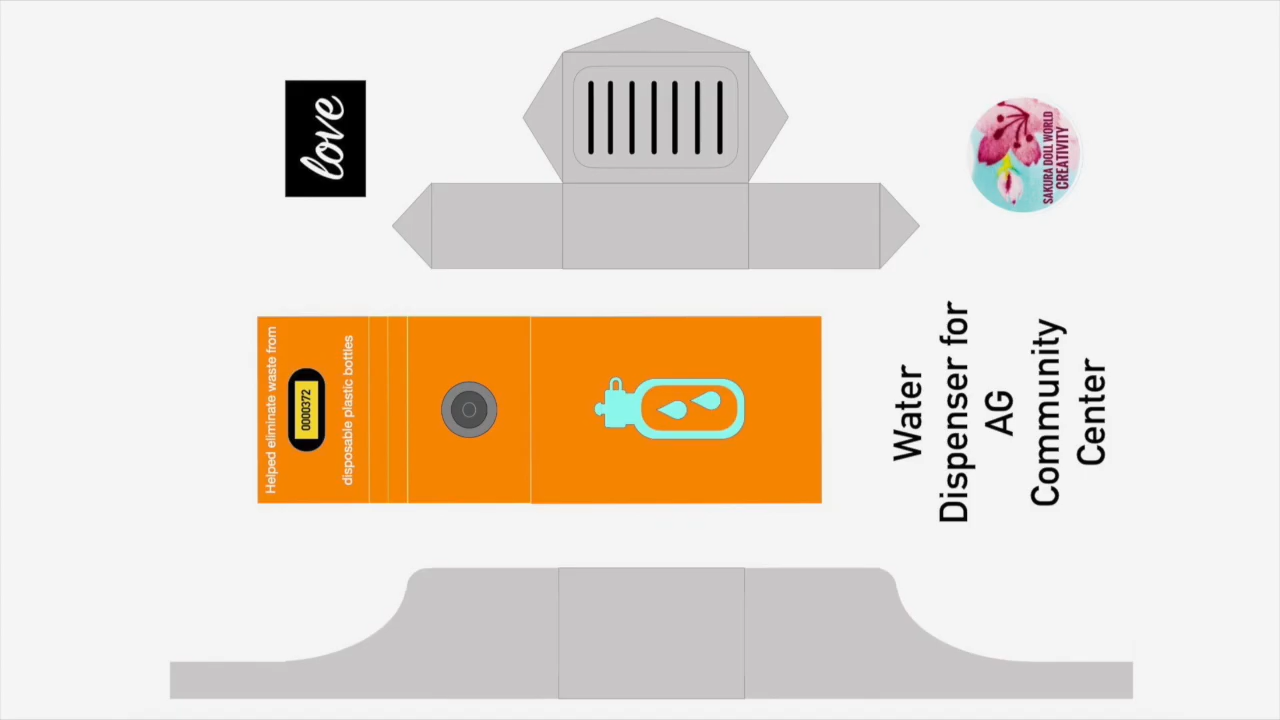 love
SAKURA DOLL WORLD
CREATIVITY
Helped eliminate waste from
0000372
disposable plastic bottles
Water
Dispenser for
AG
Community
Center